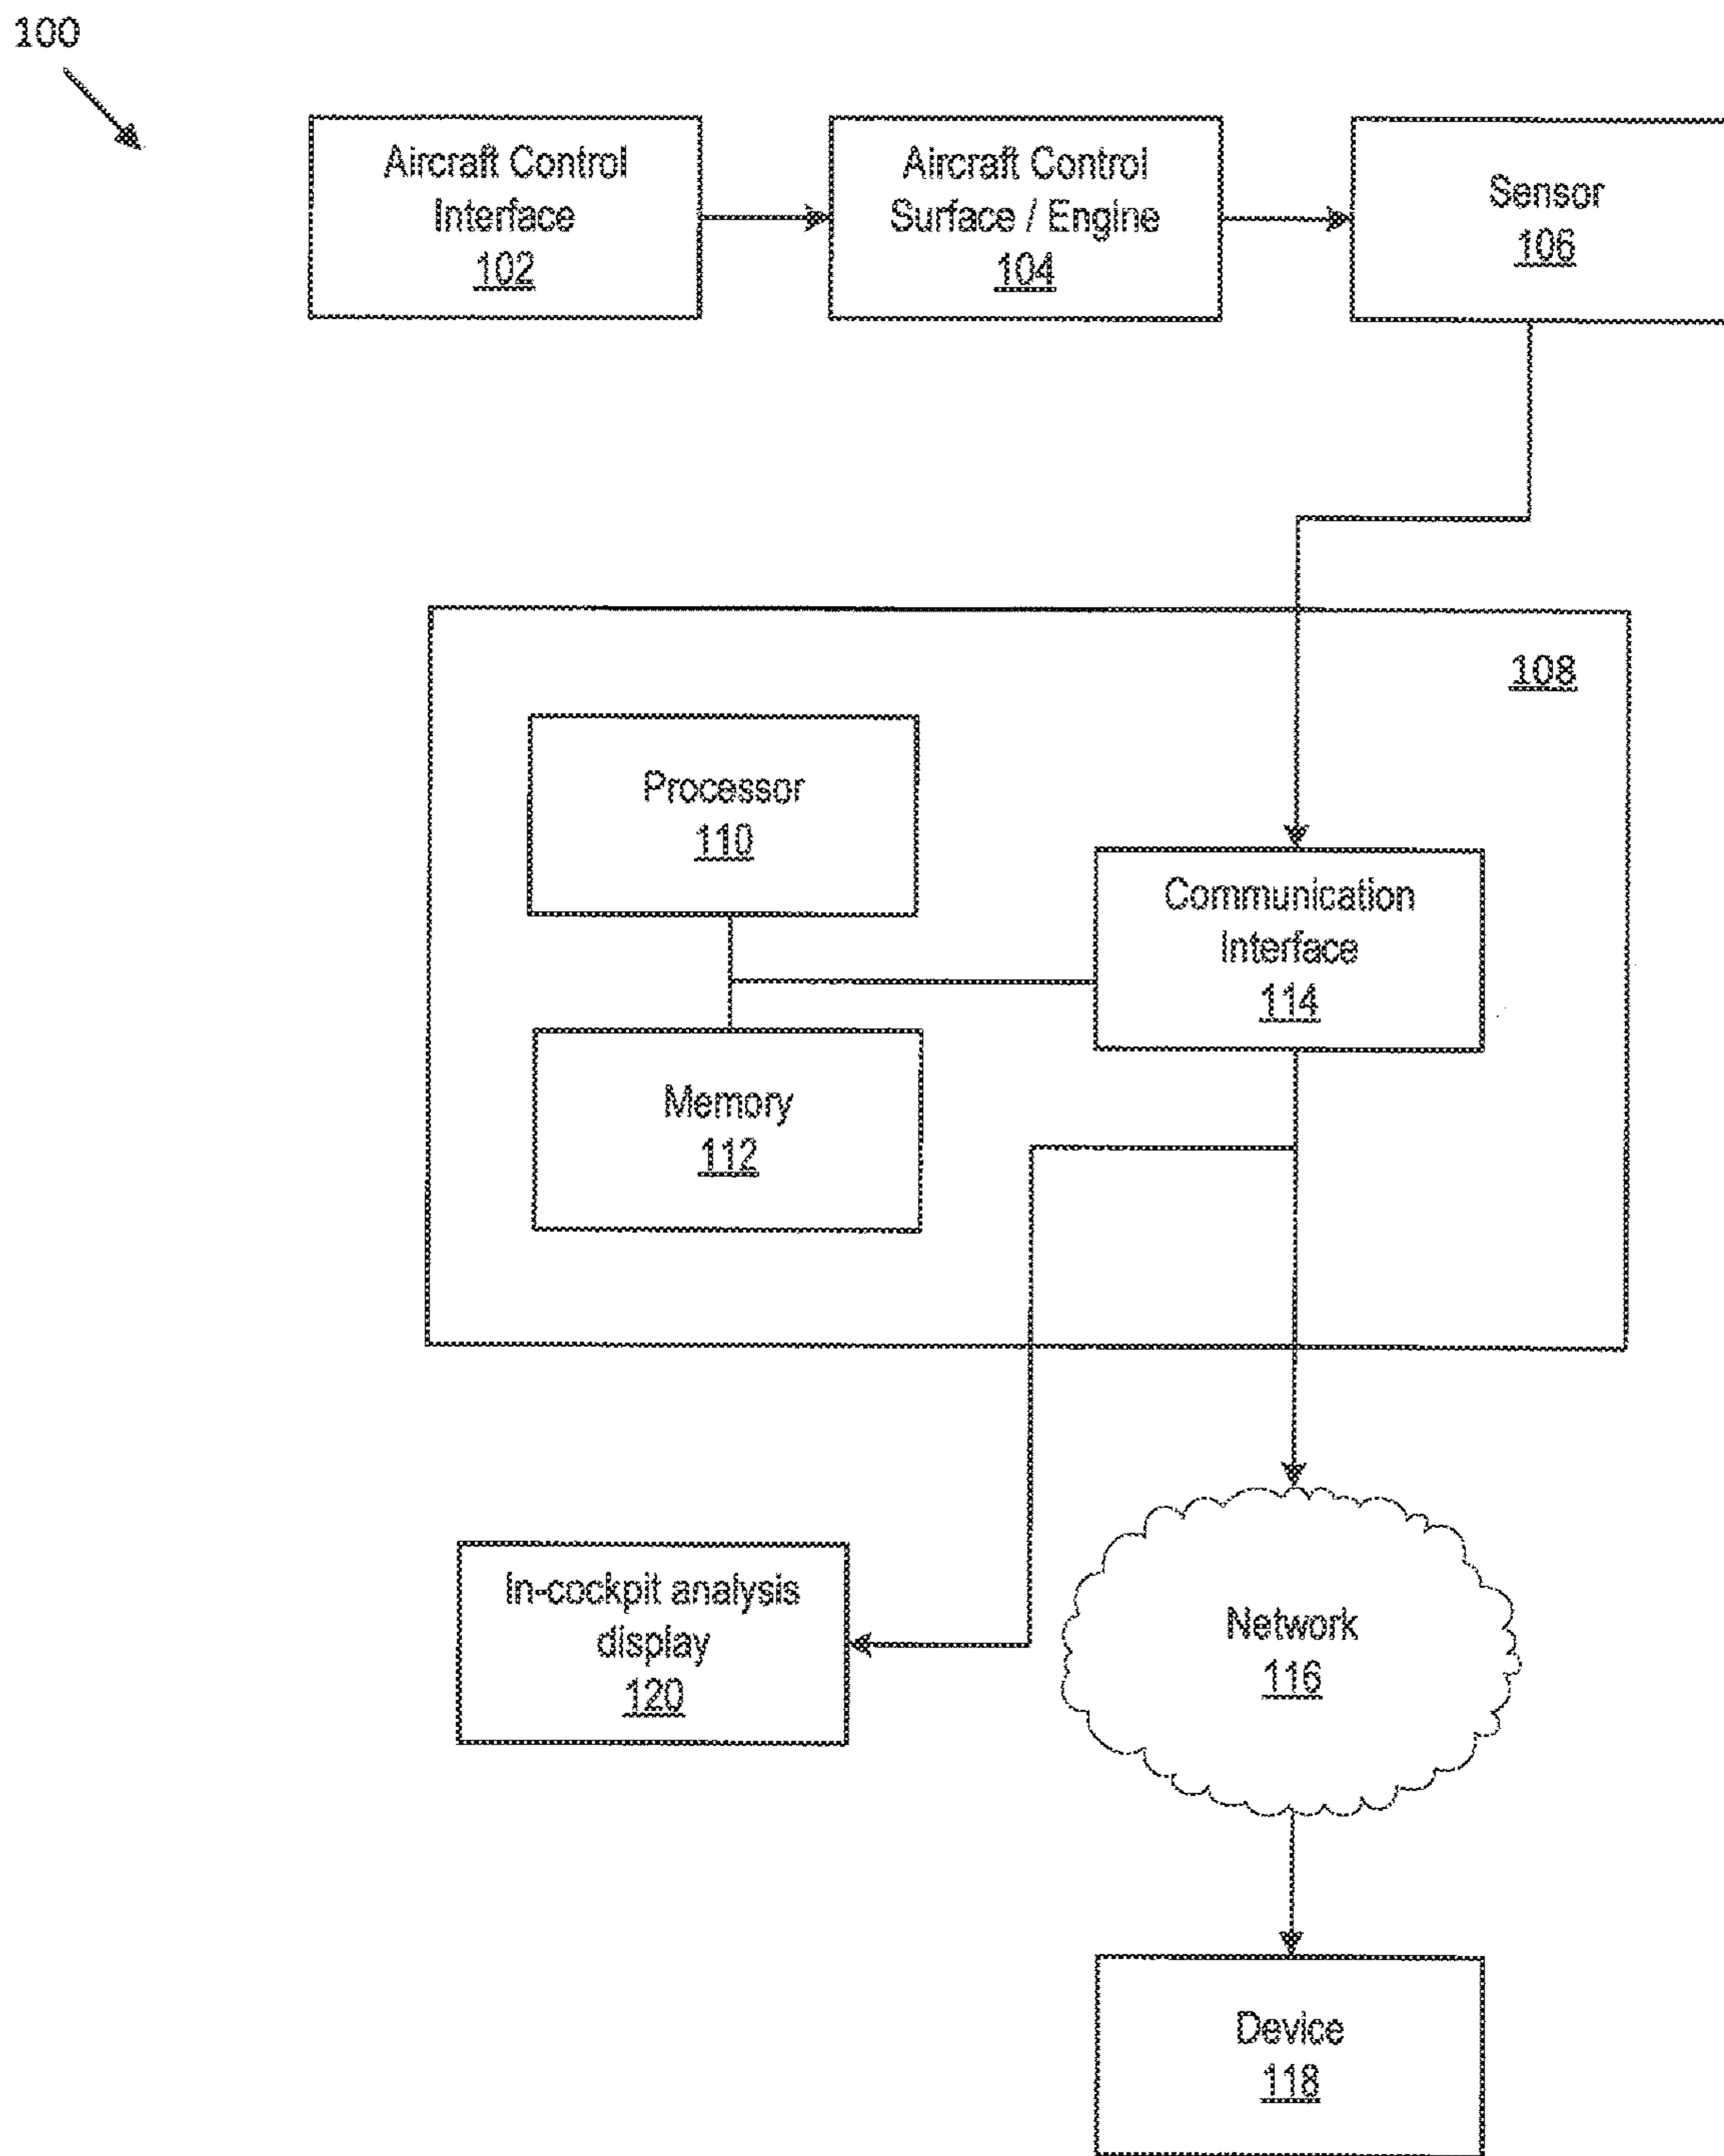 100
Aircraft Control
Interface
102
Aircraft Control
Surface / Engine
104
Sensor
106
108
Processor
110
Communication
Interface
114
Memory
112
In-cockpit analysis
display
120
Network
116
Device
118